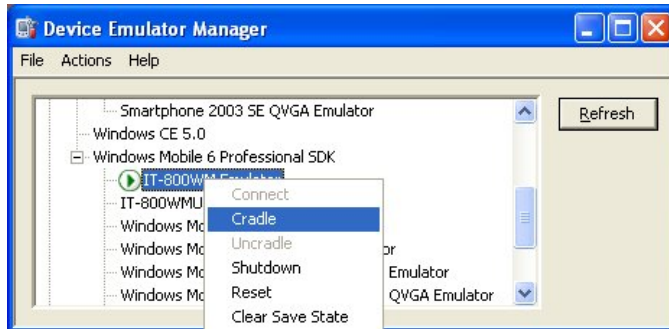 Device Emulator Manager
File Actions Help
Smartphone 2003 SE QVGA Emulator
Refresh
Windows CE 5.0
Windows Mobile 6 Professional SDK
IT-800WM Emulator
Connect
IT-800WMU
Cradle
Windows Mo
Uncradle
Windows Mo
or
Shutdown
Windows Mo
Emulator
Reset
Windows Mo
QVGA Emulator
Clear Save State